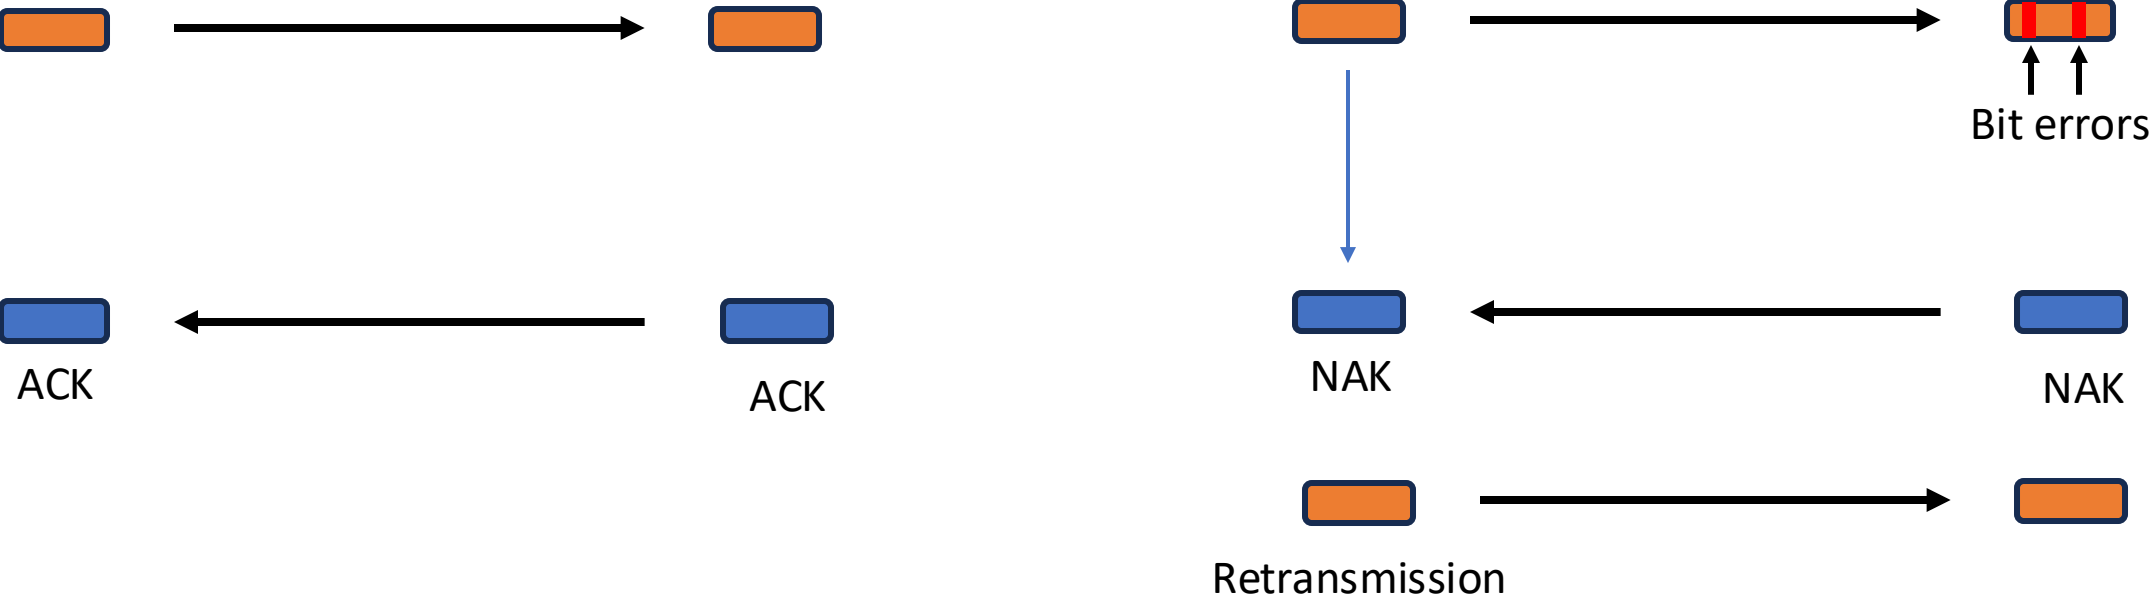 Bit errors
ACK
ACK
NAK
NAK
Retransmission